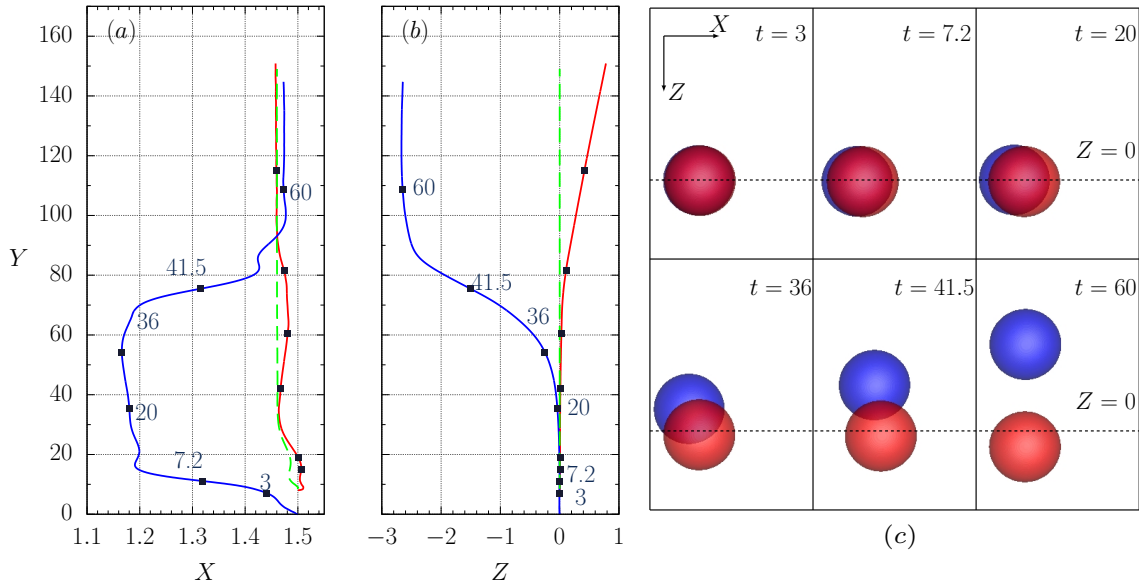 (a)
160
140
120
100
80
60
40
20
0
Y
60
41.5
36
20
7.2
3
1.1
1.2
1.3
1.4
1.5
X
(b)
60
41.5
36
20
7.2
3
−3
−2
−1
0
1
Z
X
Z
t = 3
t = 7.2
t = 20
Z = 0
t = 36
t = 41.5
t = 60
Z = 0
(c)